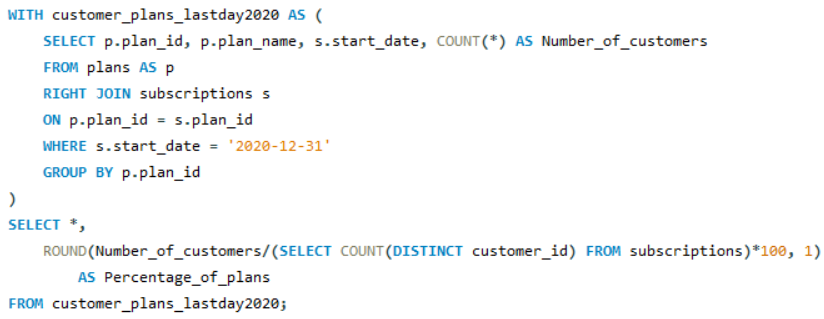 WITH customer_plans_lastday2020 AS (
    SELECT p.plan_id, p.plan_name, s.start_date, COUNT(*) AS Number_of_customers
    FROM plans AS p
    RIGHT JOIN subscriptions s
    ON p.plan_id = s.plan_id
    WHERE s.start_date = '2020-12-31'
    GROUP BY p.plan_id
)
SELECT *,
    ROUND(Number_of_customers/(SELECT COUNT(DISTINCT customer_id) FROM subscriptions)*100, 1)
        AS Percentage_of_plans
FROM customer_plans_lastday2020;